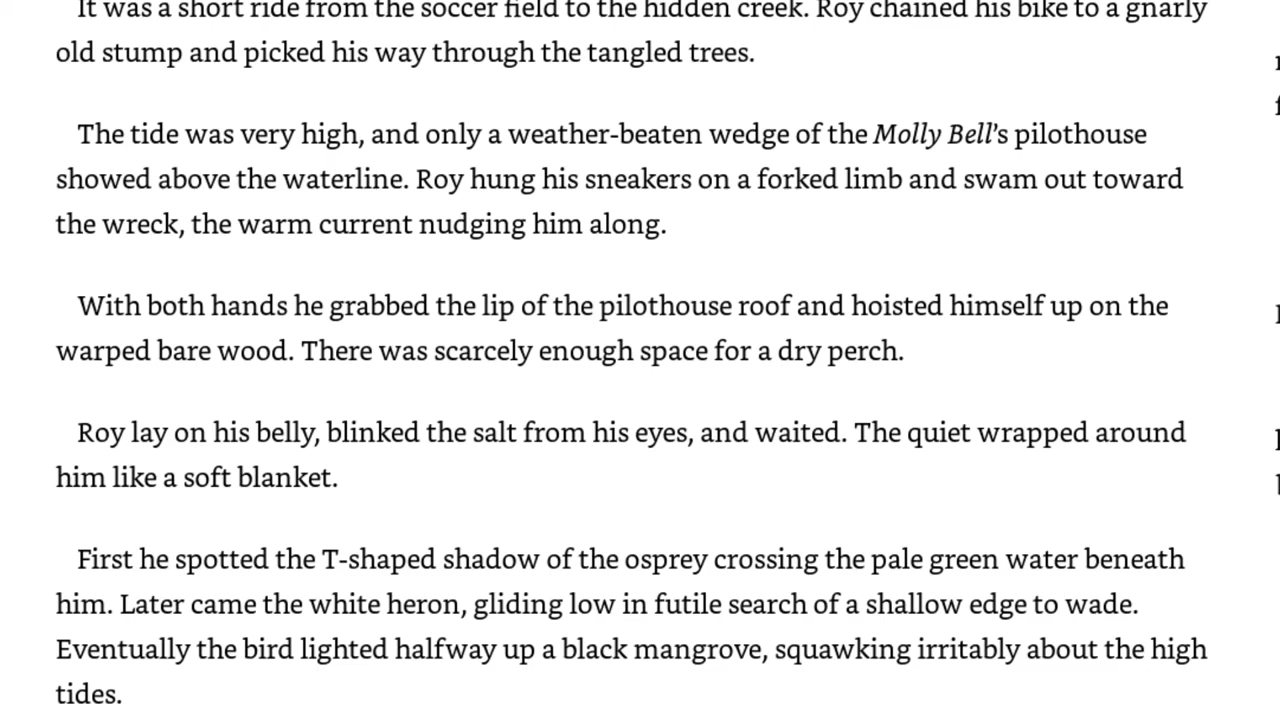 It was a short ride from the soccer field to the hidden creek. Roy chained his bike to a gnarly
old stump and picked his way through the tangled trees.
The tide was very high, and only a weather-beaten wedge of the Molly Bell's pilothouse
showed above the waterline. Roy hung his sneakers on a forked limb and swam out toward
the wreck, the warm current nudging him along.
With both hands he grabbed the lip of the pilothouse roof and hoisted himself up on the
warped bare wood. There was scarcely enough space for a dry perch.
Roy lay on his belly, blinked the salt from his eyes, and waited. The quiet wrapped around
him like a soft blanket.
First he spotted the T-shaped shadow of the osprey crossing the pale green water beneath
him. Later came the white heron, gliding low in futile search of a shallow edge to wade.
Eventually the bird lighted halfway up a black mangrove, squawking irritably about the high
tides.